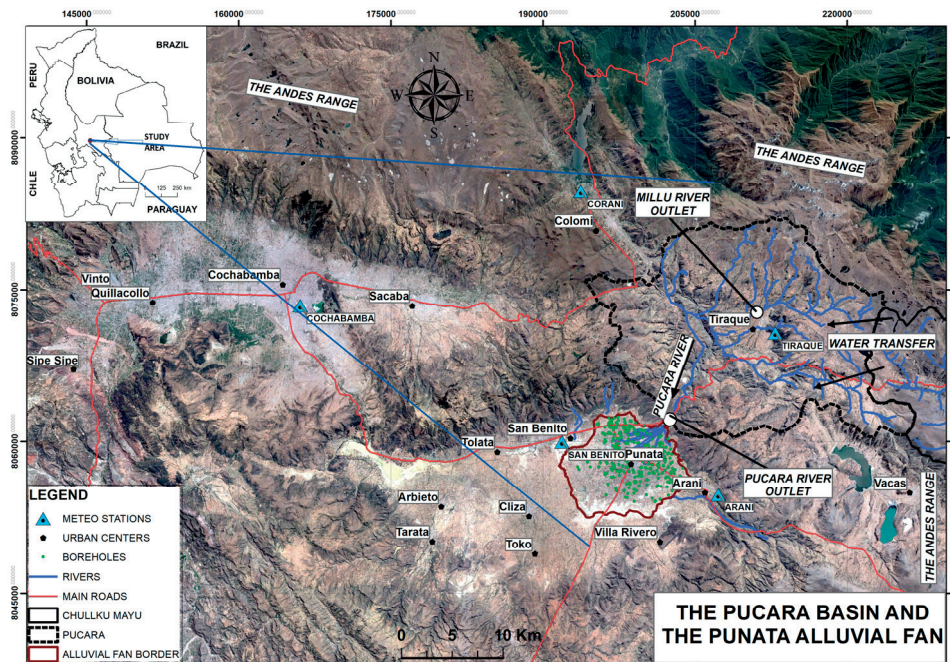 145000
160000
175000
190000
205000
220000
8090000
8075000
8060000
8045000
BRAZIL
PERU
BOLIVIA
STUDY
AREA
125 250 km
CHLE
PARAGUAY
THE ANDES RANGE
N
W E
S
THE ANDES RANGE
MILLU RIVER
OUTLET
CORANI
Colomi
Vinto
Cochabamba
Quillacollo
Sacaba
COCHABAMBA
Tiraque
TIRAQUE
WATER TRANSFER
Sipe Sipe
PUCARA RIVER
San Benito
Tolata
SAN BENITO
Punata
PUCARA RIVER
OUTLET
Arani
ARANI
Vacas
THE ANDES RANGE
Arbieto
Cliza
Tarata
Toko
Villa Rivero
LEGEND
METEO STATIONS
URBAN CENTERS
BOREHOLES
RIVERS
MAIN ROADS
CHULLKU MAYU
PUCARA
ALLUVIAL FAN BORDER
0 5 10 Km
THE PUCARA BASIN AND
THE PUNATA ALLUVIAL FAN